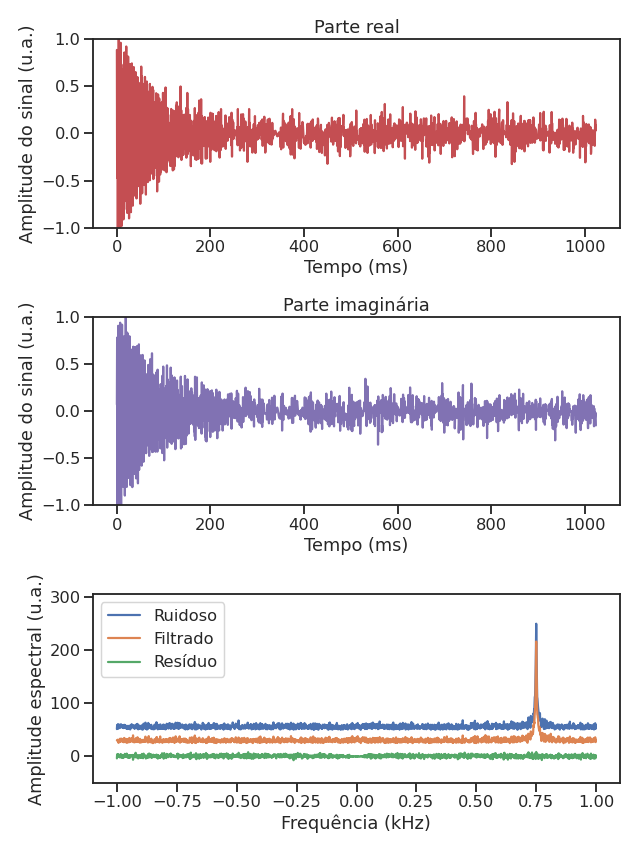 Parte real
Amplitude do sinal (u.a.)
1.0
0.5
0.0
−0.5
−1.0
0 200 400 600 800 1000
Tempo (ms)
Parte imaginária
Amplitude do sinal (u.a.)
1.0
0.5
0.0
−0.5
−1.0
0 200 400 600 800 1000
Tempo (ms)
Amplitude espectral (u.a.)
300
200
100
0
Ruidoso
Filtrado
Resíduo
−1.00 −0.75 −0.50 −0.25 0.00 0.25 0.50 0.75 1.00
Frequência (kHz)